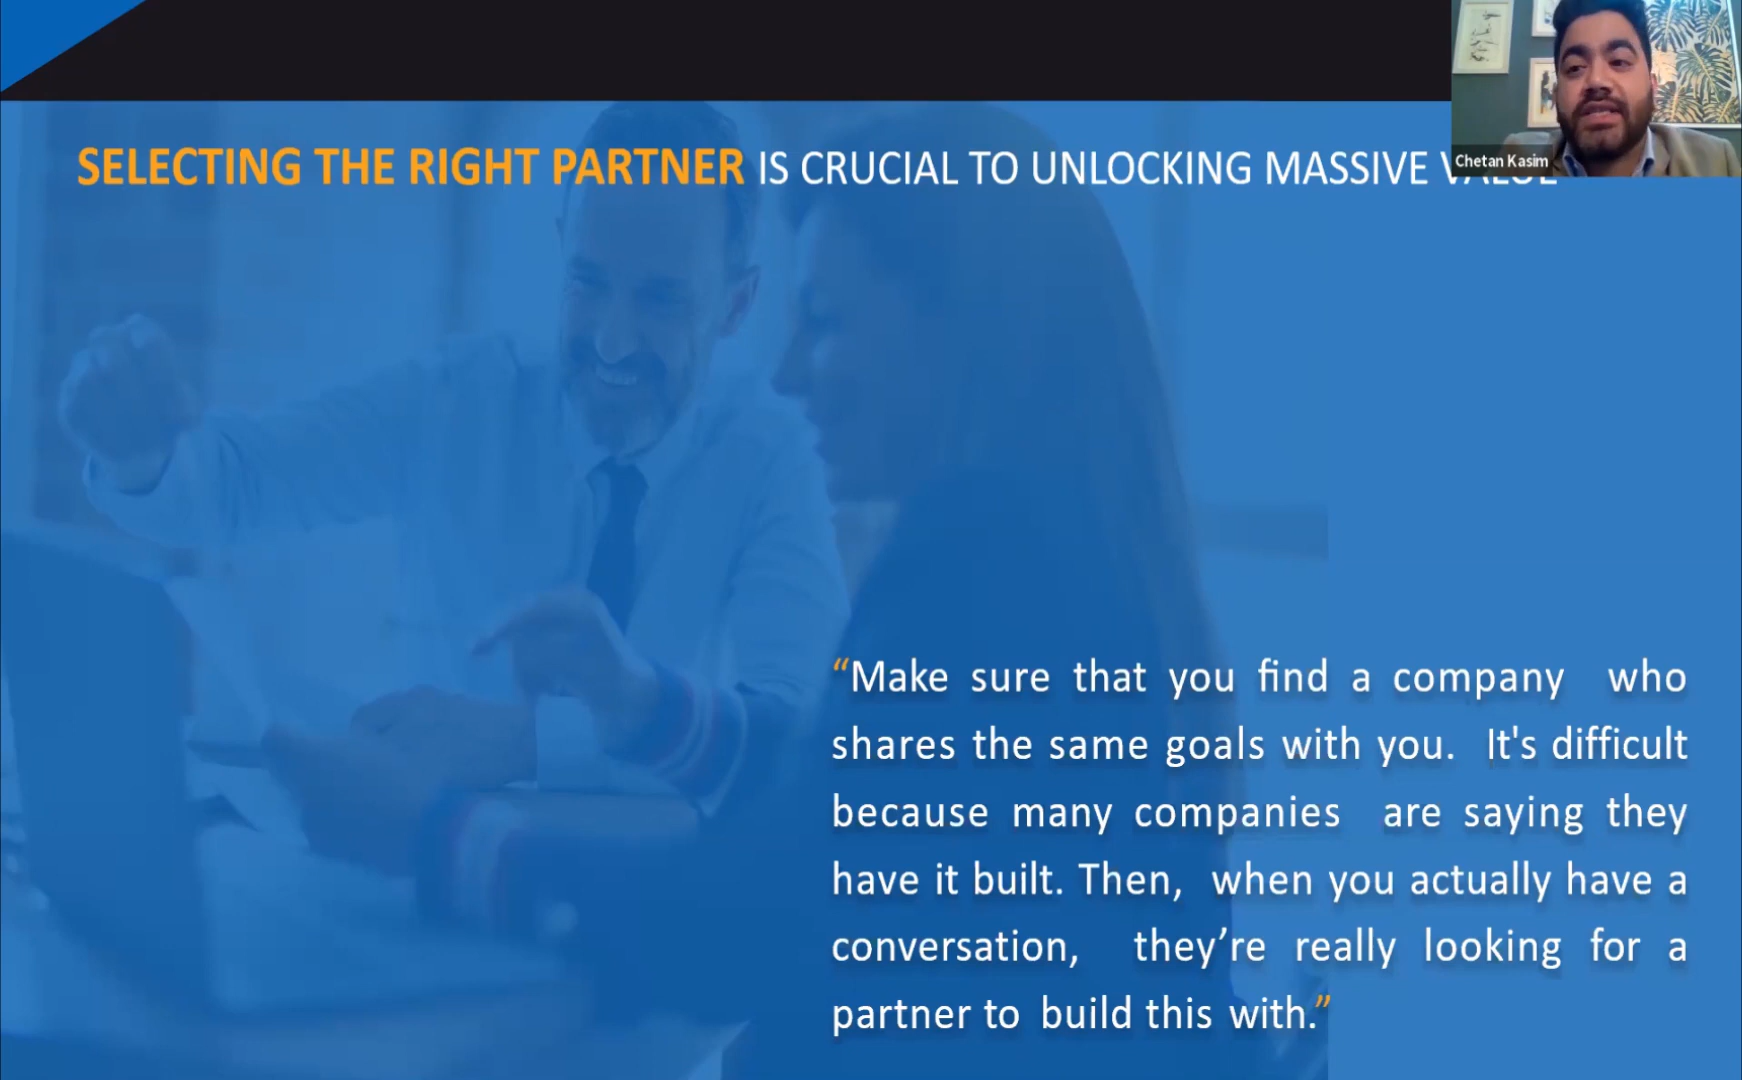 SELECTING THE RIGHT PARTNER IS CRUCIAL TO UNLOCKING MASSIVE
Chetan Kasim
“Make sure that you find a company who
shares the same goals with you. It's difficult
because many companies are saying they
have it built. Then, when you actually have a
conversation, they’re really looking for a
partner to build this with.”